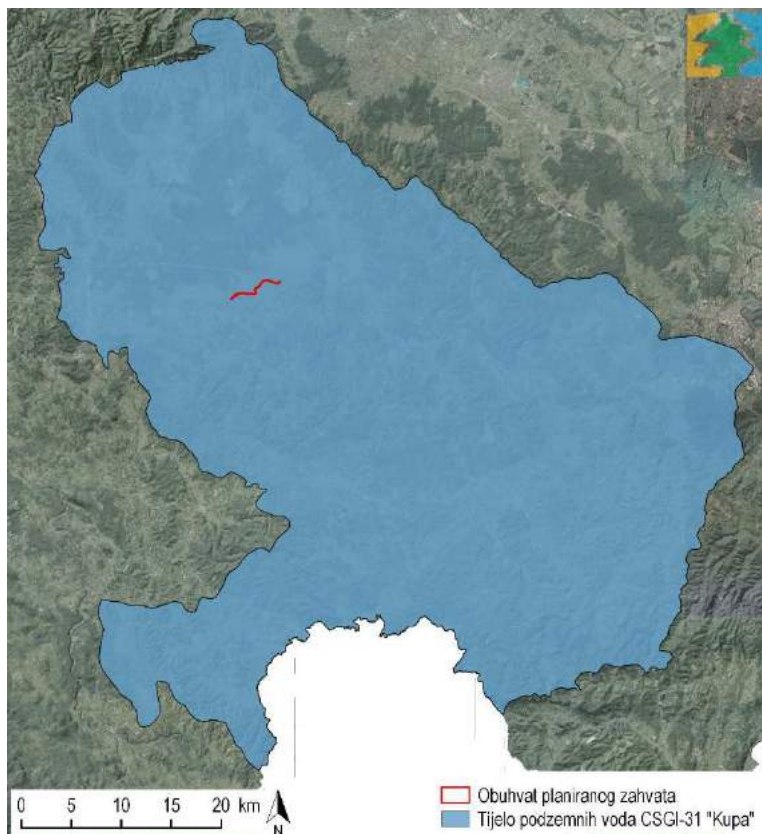 0 5 10 15 20 km
N
Obuhvat planiranog zahvata
Tijelo podzemnih voda CSGI-31 "Kupa"